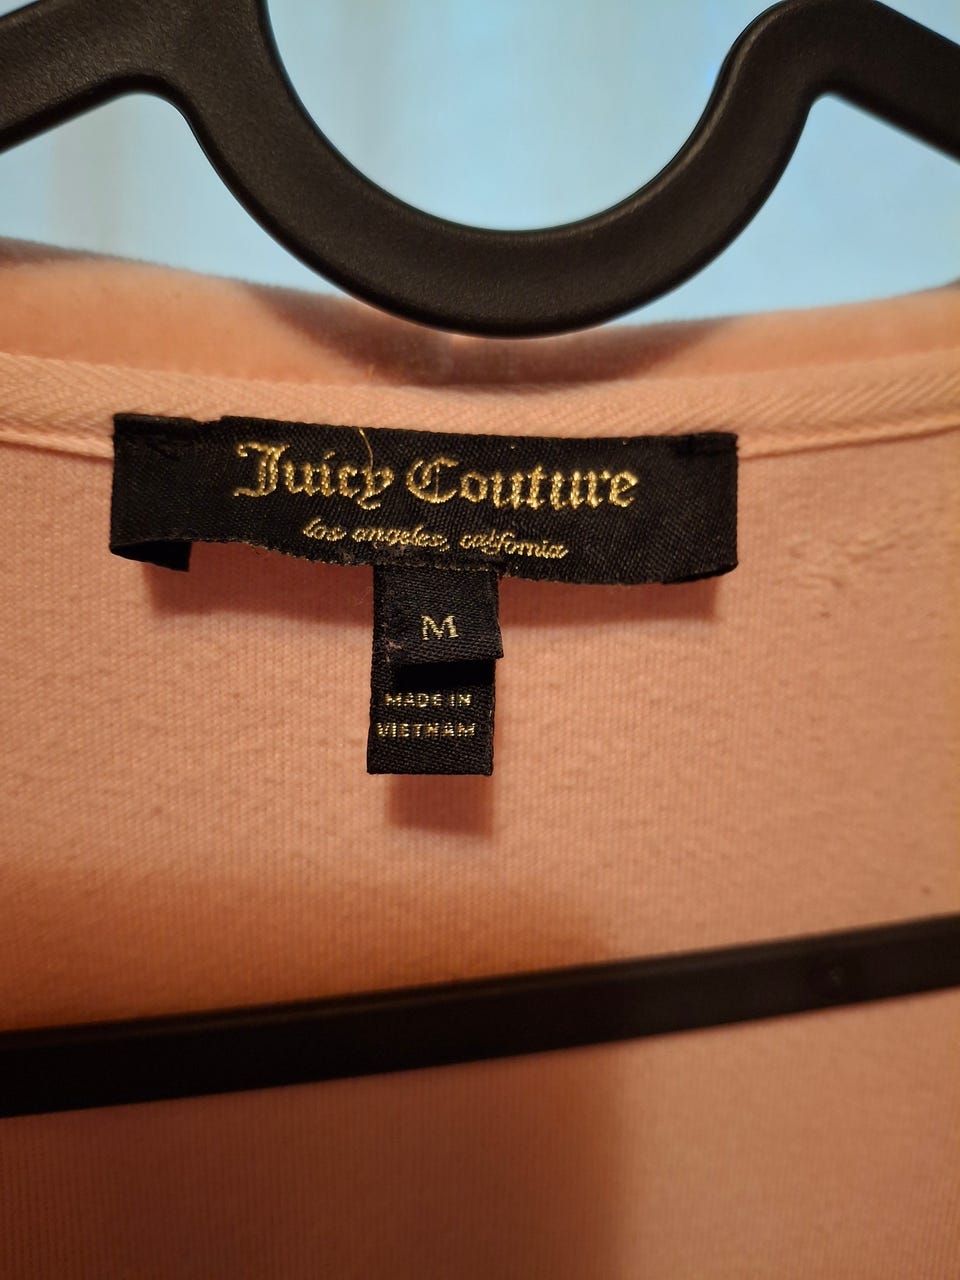 Juicy Couture
los angeles, california
M
MADE IN
VIETNAM